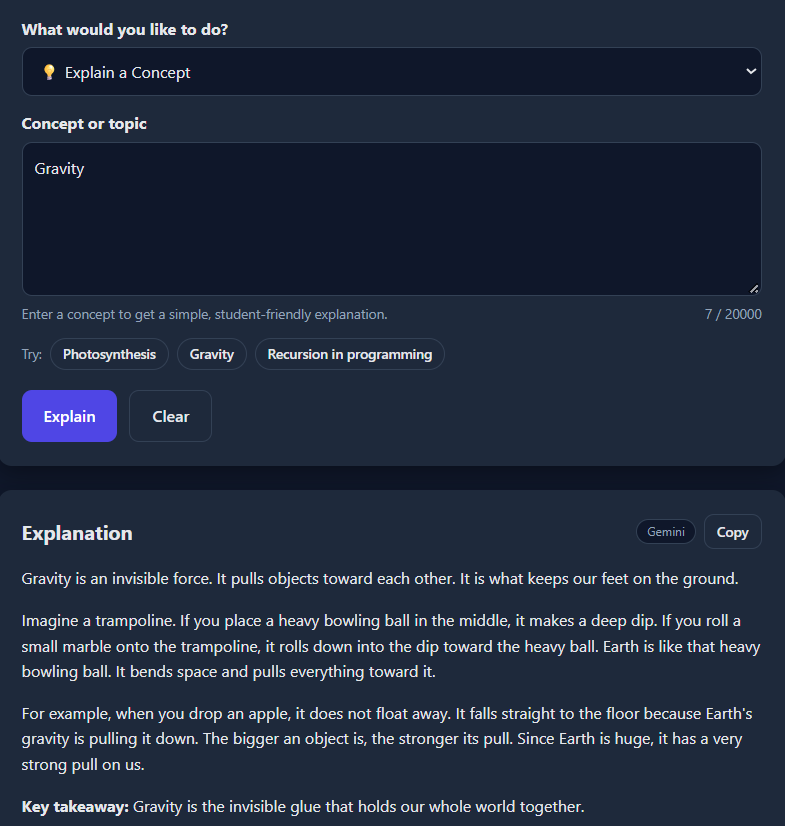 What would you like to do?
💡 Explain a Concept
Concept or topic
Gravity
Enter a concept to get a simple, student-friendly explanation. 7 / 20000
Try: Photosynthesis Gravity Recursion in programming
Explain Clear
Explanation Gemini Copy
Gravity is an invisible force. It pulls objects toward each other. It is what keeps our feet on the ground.
Imagine a trampoline. If you place a heavy bowling ball in the middle, it makes a deep dip. If you roll a
small marble onto the trampoline, it rolls down into the dip toward the heavy ball. Earth is like that heavy
bowling ball. It bends space and pulls everything toward it.
For example, when you drop an apple, it does not float away. It falls straight to the floor because Earth's
gravity is pulling it down. The bigger an object is, the stronger its pull. Since Earth is huge, it has a very
strong pull on us.
Key takeaway: Gravity is the invisible glue that holds our whole world together.